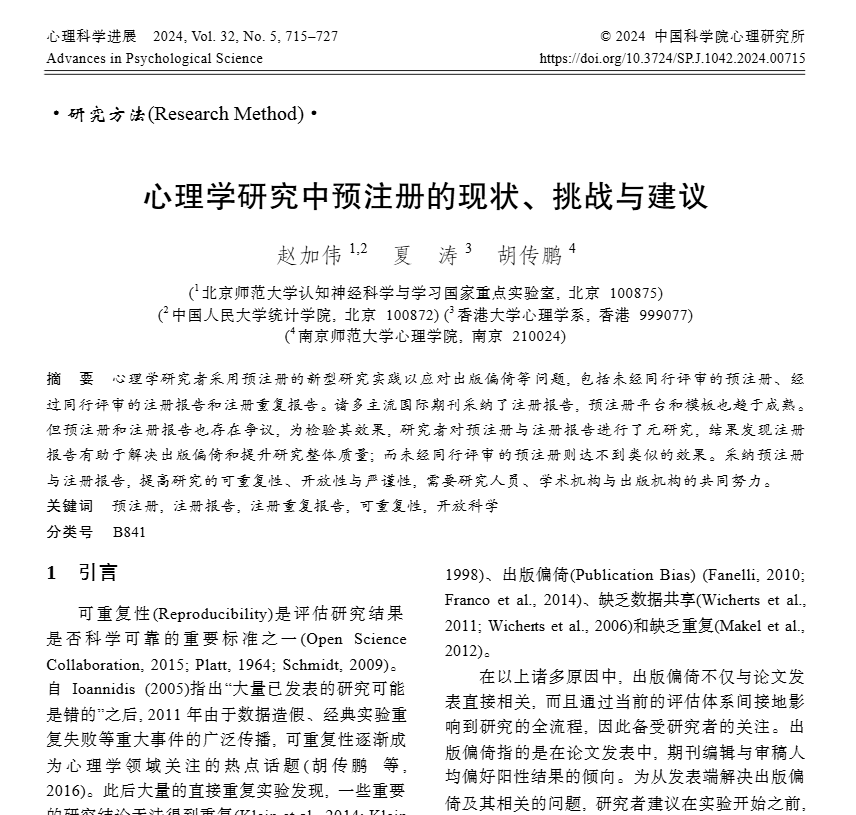 心理科学进展 2024, Vol. 32, No. 5, 715–727
© 2024 中国科学院心理研究所
Advances in Psychological Science
https://doi.org/10.3724/SP.J.1042.2024.00715
·研究方法(Research Method)·
心理学研究中预注册的现状、挑战与建议
赵加伟 1,2 夏 涛 3 胡传鹏 4
(1 北京师范大学认知神经科学与学习国家重点实验室, 北京 100875)
(2 中国人民大学统计学院, 北京 100872) (3 香港大学心理学系, 香港 999077)
(4 南京师范大学心理学院, 南京 210024)
摘 要 心理学研究者采用预注册的新型研究实践以应对出版偏倚等问题, 包括未经同行评审的预注册、经
过同行评审的注册报告和注册重复报告。诸多主流国际期刊采纳了注册报告, 预注册平台和模板也趋于成熟。
但预注册和注册报告也存在争议, 为检验其效果, 研究者对预注册与注册报告进行了元研究, 结果发现注册
报告有助于解决出版偏倚和提升研究整体质量; 而未经同行评审的预注册则达不到类似的效果。采纳预注册
与注册报告, 提高研究的可重复性、开放性与严谨性, 需要研究人员、学术机构与出版机构的共同努力。
关键词 预注册, 注册报告, 注册重复报告, 可重复性, 开放科学
分类号 B841
1 引言
可重复性(Reproducibility)是评估研究结果
是否科学可靠的重要标准之一(Open Science
Collaboration, 2015; Platt, 1964; Schmidt, 2009)。
自 Ioannidis (2005)指出“大量已发表的研究可能
是错的”之后, 2011 年由于数据造假、经典实验重
复失败等重大事件的广泛传播, 可重复性逐渐成
为心理学领域关注的热点话题(胡传鹏 等,
2016)。此后大量的直接重复实验发现, 一些重要
的研究结论无法得到重复(Klein et al., 2014; Klein
1998)、出版偏倚(Publication Bias) (Fanelli, 2010;
Franco et al., 2014)、缺乏数据共享(Wicherts et al.,
2011; Wicherts et al., 2006)和缺乏重复(Makel et al.,
2012)。
在以上诸多原因中, 出版偏倚不仅与论文发
表直接相关, 而且通过当前的评估体系间接地影
响到研究的全流程, 因此备受研究者的关注。出
版偏倚指的是在论文发表中, 期刊编辑与审稿人
均偏好阳性结果的倾向。为从发表端解决出版偏
倚及其相关的问题, 研究者建议在实验开始之前,